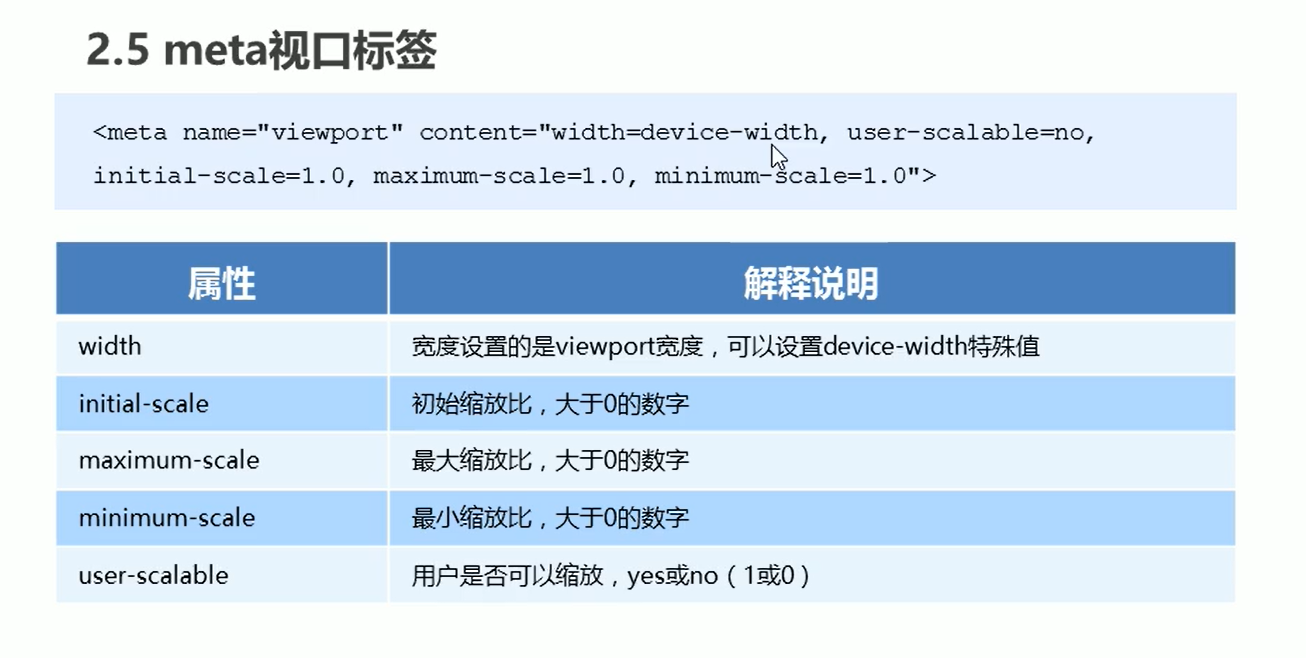 2.5 meta视口标签
<meta name="viewport" content="width=device-width, user-scalable=no,
initial-scale=1.0, maximum-scale=1.0, minimum-scale=1.0">
属性 解释说明
width 宽度设置的是viewport宽度，可以设置device-width特殊值
initial-scale 初始缩放比，大于0的数字
maximum-scale 最大缩放比，大于0的数字
minimum-scale 最小缩放比，大于0的数字
user-scalable 用户是否可以缩放，yes或no（1或0）